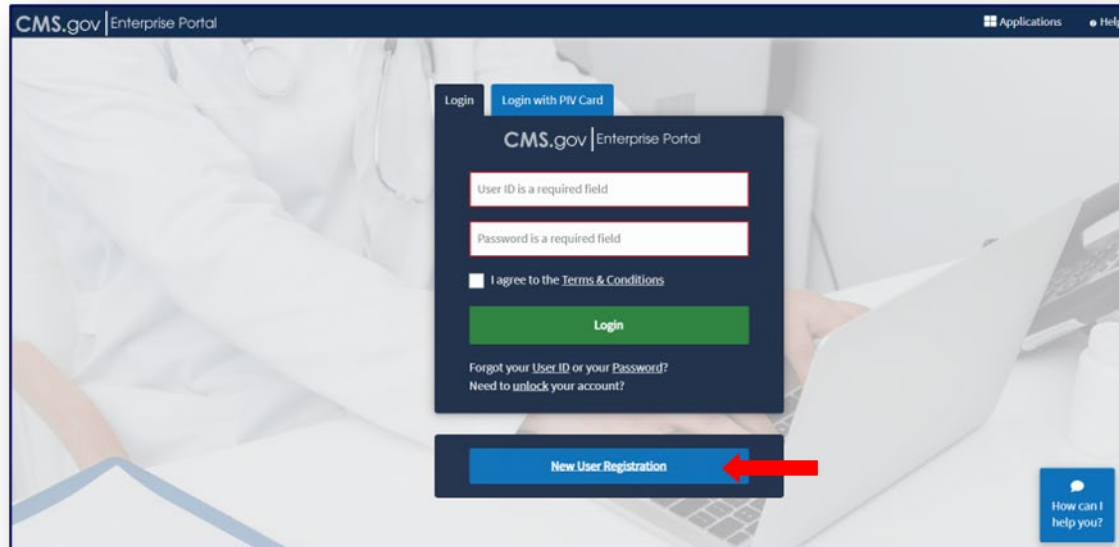 CMS.gov Enterprise Portal
Applications
Help
Login
Login with PIV Card
CMS.gov Enterprise Portal
User ID is a required field
Password is a required field
I agree to the Terms & Conditions
Login
Forgot your User ID or your Password?
Need to unlock your account?
New User Registration
How can I
help you?